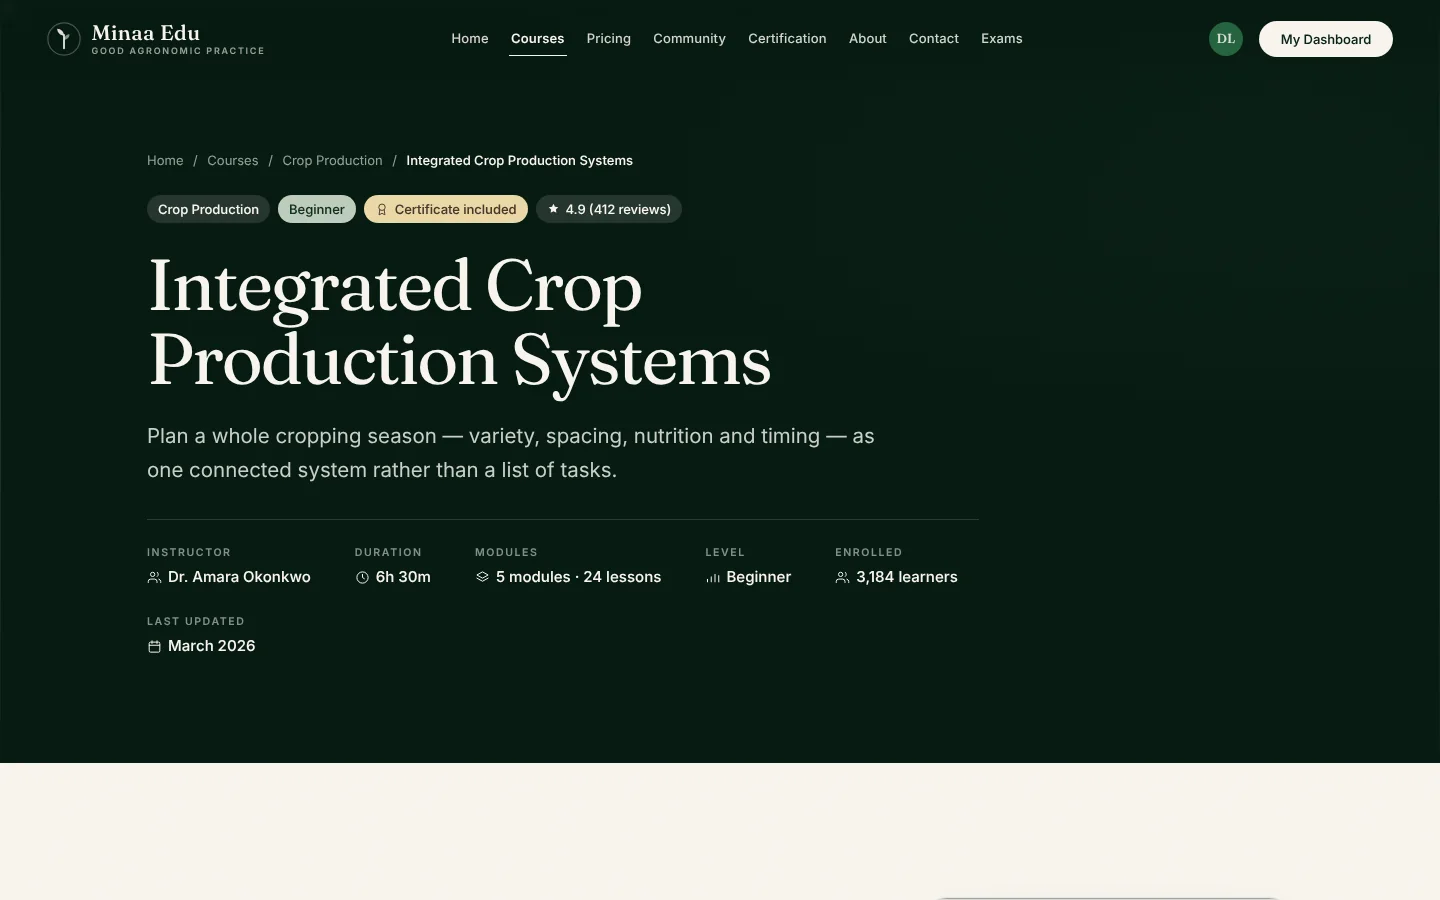 Minaa Edu
GOOD AGRONOMIC PRACTICE
Home Courses Pricing Community Certification About Contact Exams
DL
My Dashboard
Home / Courses / Crop Production / Integrated Crop Production Systems
Crop Production
Beginner
Certificate included
4.9 (412 reviews)
Integrated Crop
Production Systems
Plan a whole cropping season — variety, spacing, nutrition and timing — as
one connected system rather than a list of tasks.
INSTRUCTOR
Dr. Amara Okonkwo
DURATION
6h 30m
MODULES
5 modules · 24 lessons
LEVEL
Beginner
ENROLLED
3,184 learners
LAST UPDATED
March 2026